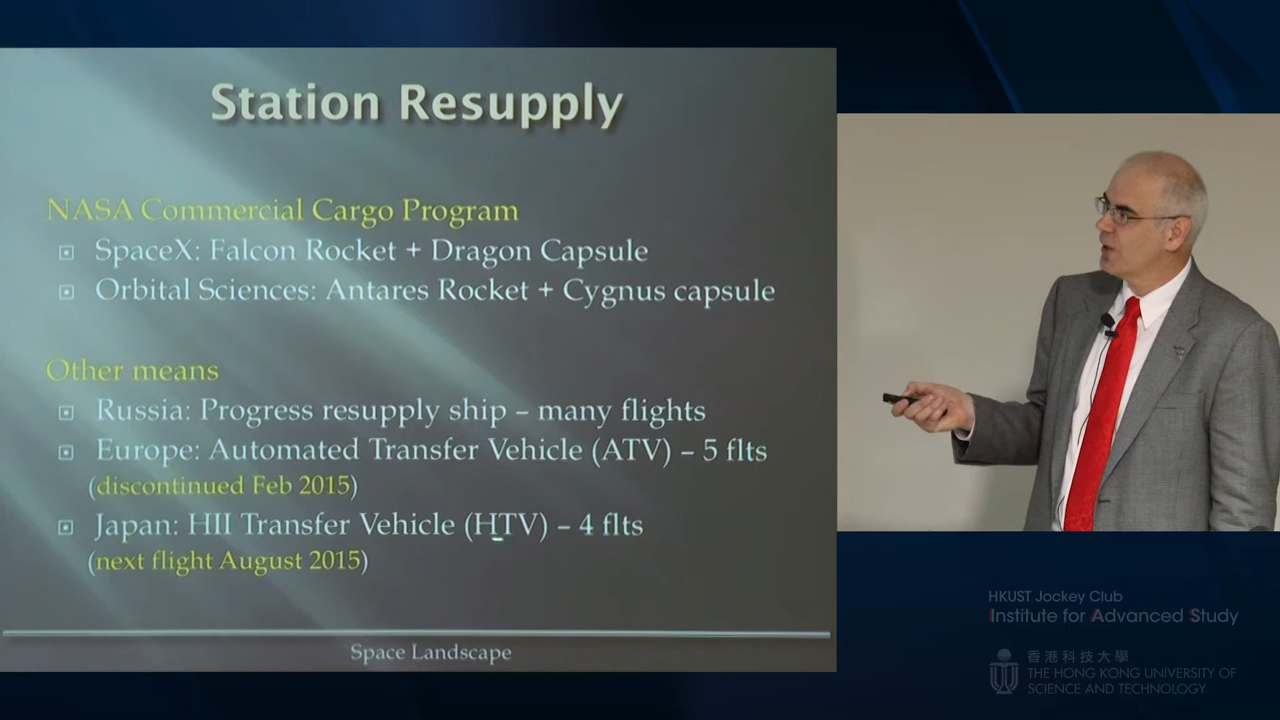 Station Resupply
NASA Commercial Cargo Program
SpaceX: Falcon Rocket + Dragon Capsule
Orbital Sciences: Antares Rocket + Cygnus capsule
Other means
Russia: Progress resupply ship – many flights
Europe: Automated Transfer Vehicle (ATV) – 5 flts
(discontinued Feb 2015)
Japan: HII Transfer Vehicle (HTV) – 4 flts
(next flight August 2015)
Space Landscape
HKUST Jockey Club
Institute for Advanced Study
香港科技大學
THE HONG KONG UNIVERSITY OF
SCIENCE AND TECHNOLOGY